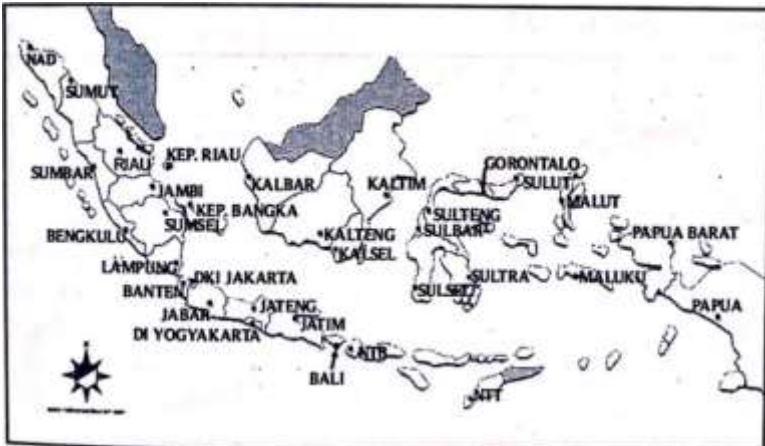 NAD
SUMUT
KEP. RIAU
RIAU
SUMBAR
JAMBI
KEP. BANGKA
SUMSEL
BENGKULU
LAMPUNG
DKI JAKARTA
BANTEN
JABAR
JATENG.
DI YOGYAKARTA
JATIM
BALI
NTB
NTT
KALBAR
KALTIM
KALTENG
KALSEL
GORONTALO
SULUT
MALUT
SULTENG
SULBAR
SULTRA
SULSEL
MALUKU
PAPUA BARAT
PAPUA